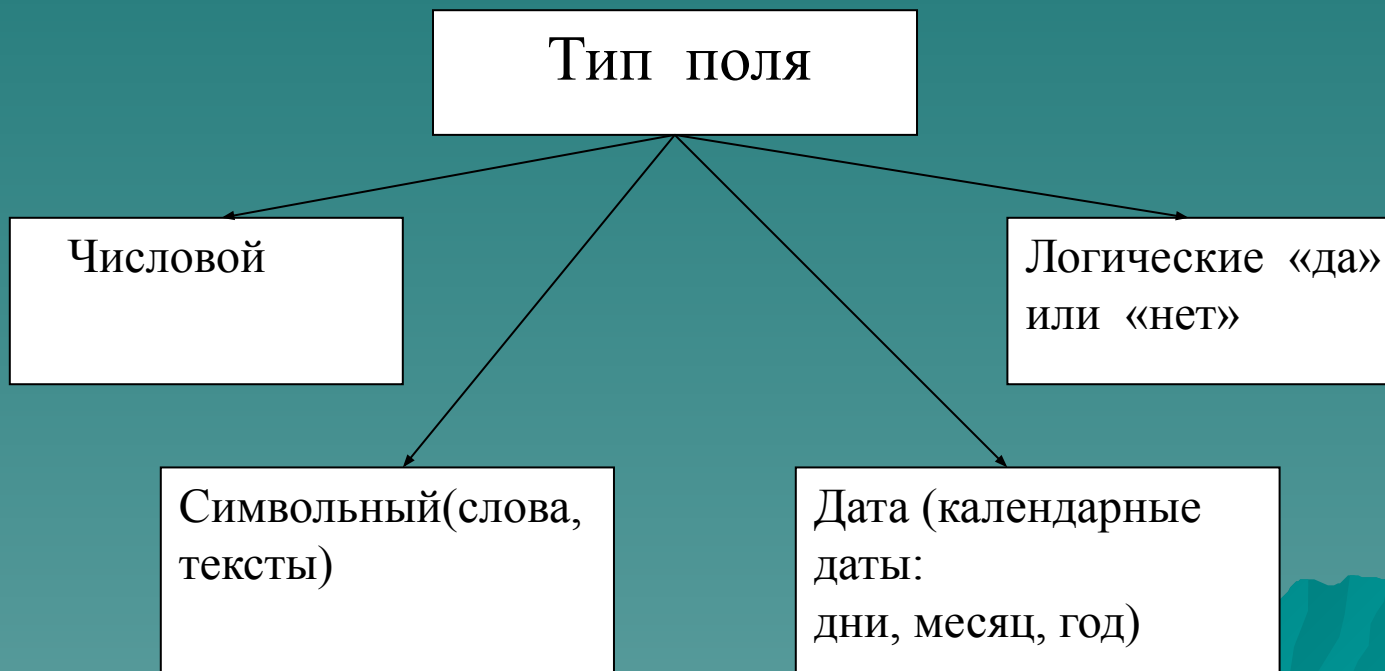 Тип поля
Числовой
Логические «да»
или «нет»
Символьный(слова,
тексты)
Дата (календарные
даты:
дни, месяц, год)